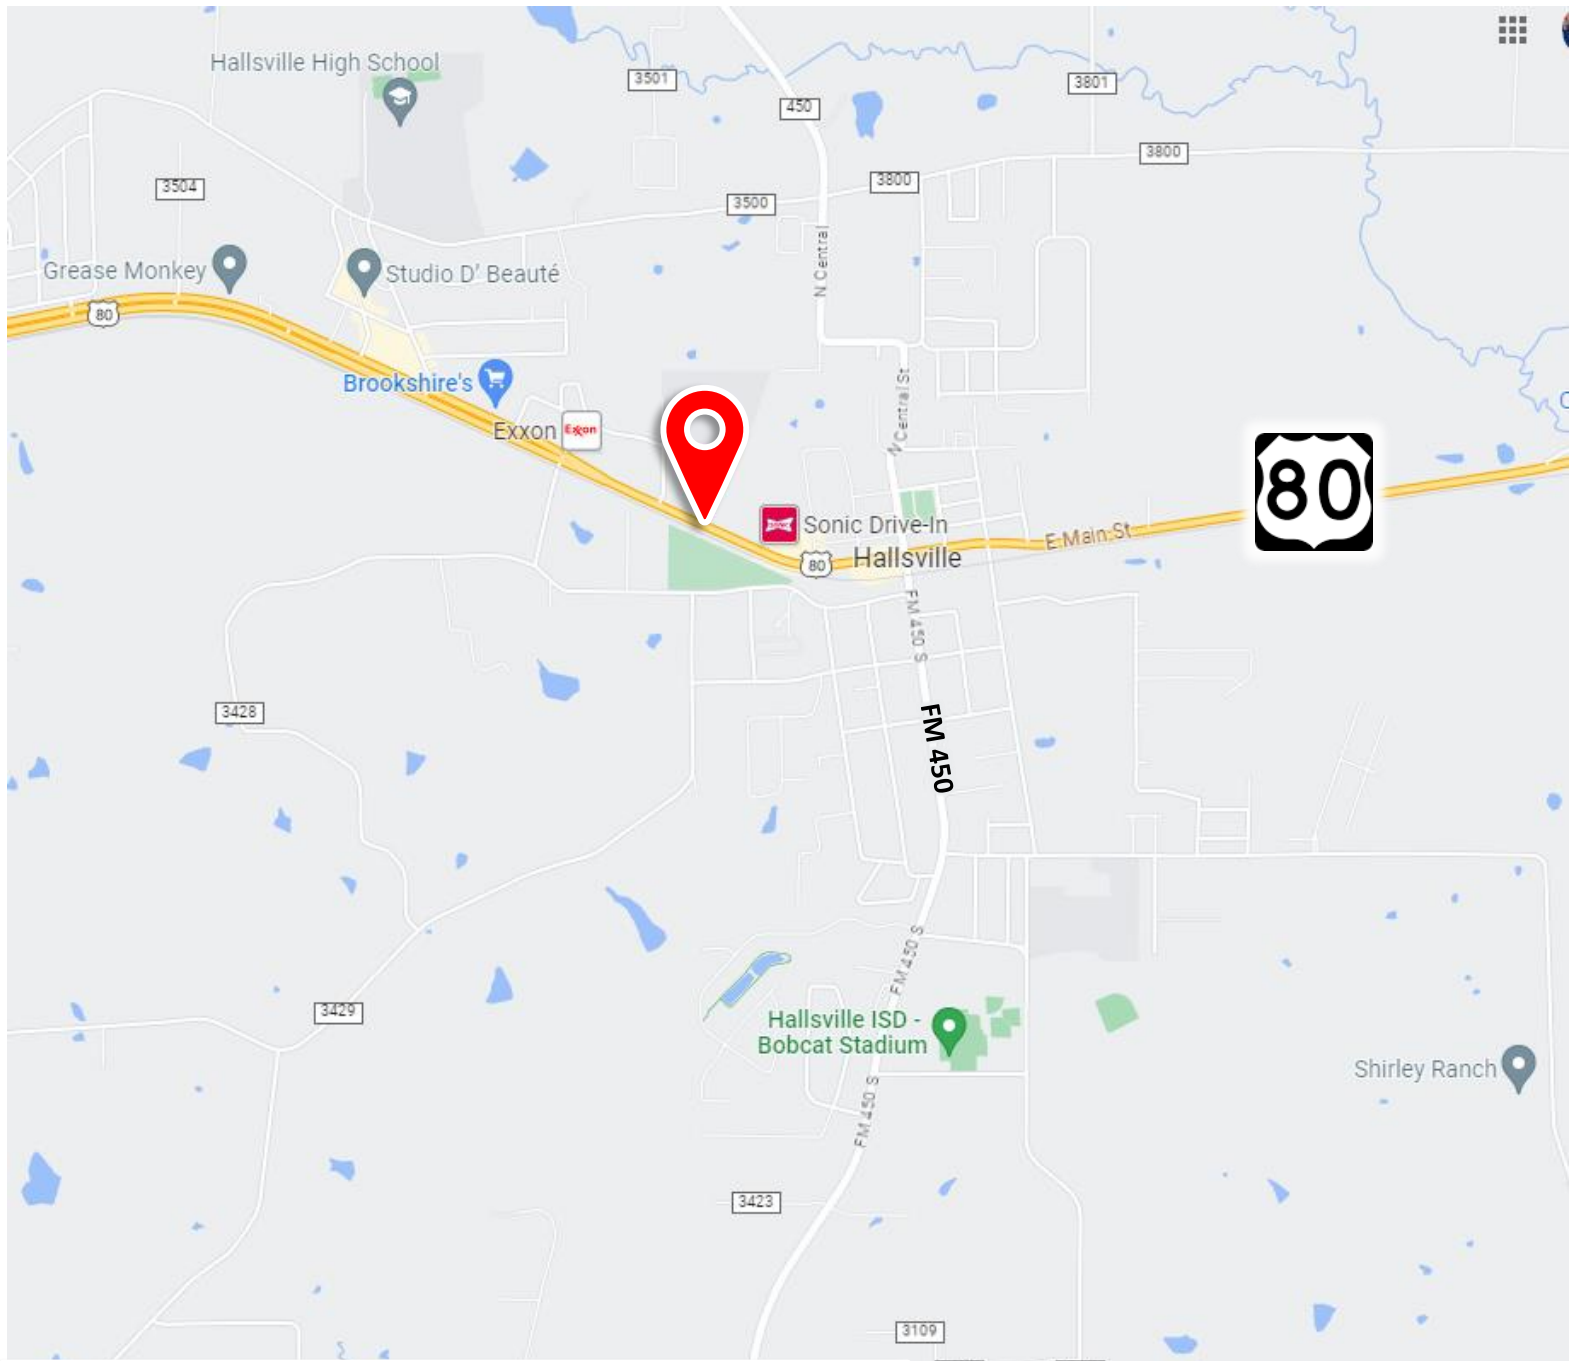 Hallsville High School
3501
3801
450
3800
3800
3504
3500
N Central
Grease Monkey
Studio D' Beauté
80
Brookshire's
N Central St
Exxon
Exxon
80
Sonic Drive-In
E Main St
Hallsville
80
FM 450 S
3428
FM 450
FM 450 S
3429
Hallsville ISD -
Bobcat Stadium
Shirley Ranch
FM 450 S
3423
3109